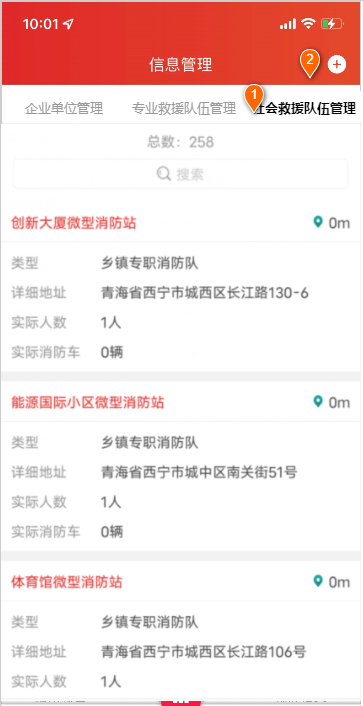 10:01
2
信息管理
1
企业单位管理 专业救援队伍管理 社会救援队伍管理
总数：258
搜索
创新大厦微型消防站 0m
类型 乡镇专职消防队
详细地址 青海省西宁市城西区长江路130-6
实际人数 1人
实际消防车 0辆
能源国际小区微型消防站 0m
类型 乡镇专职消防队
详细地址 青海省西宁市城中区南关街51号
实际人数 1人
实际消防车 0辆
体育馆微型消防站 0m
类型 乡镇专职消防队
详细地址 青海省西宁市城西区长江路106号
实际人数 1人